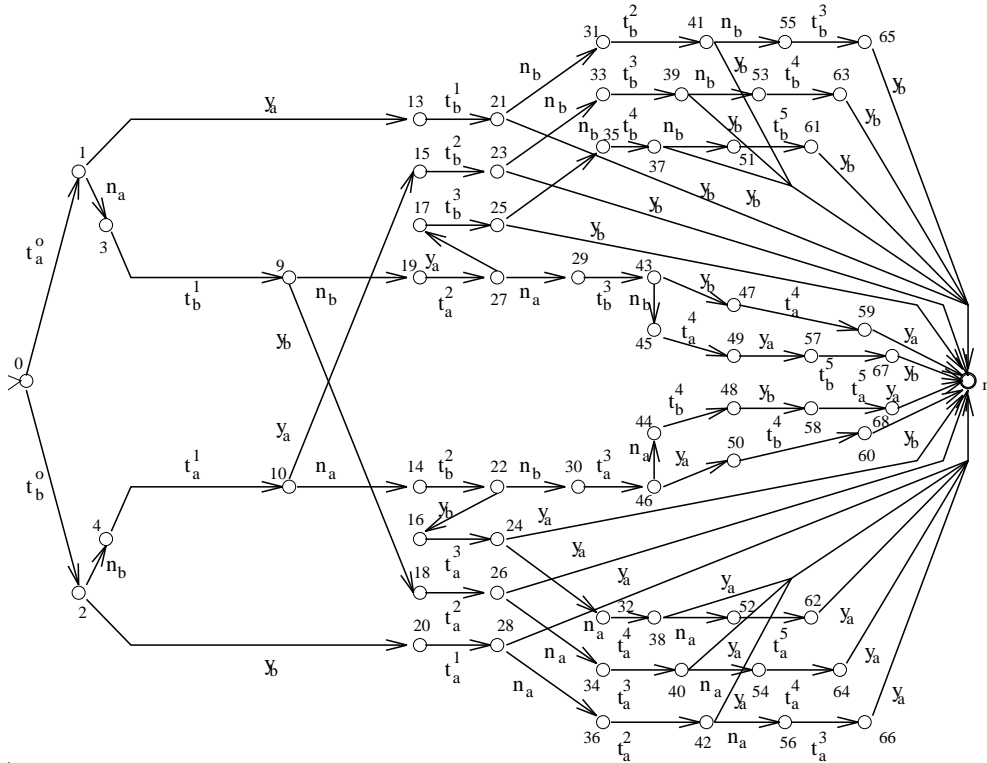 31 t_b^2 41 n_b 55 t_b^3 65
n_b 33 t_b^3 39 n_b y_b 53 t_b^4 63 y_b
y_a 13 t_b^1 21 n_b 35 t_b^4 n_b y_b t_b^5 61 y_b
1 15 t_b^2 23 n_b 37 51 y_b
n_a 17 t_b^3 25 y_b y_b y_b
3 y_b
t_a^o 9 n_b 19 y_a 27 n_a 29 43 y_b 47 t_a^4 59
t_b^1 t_a^2 t_b^3 n_b y_a
y_b 45 t_a^4 49 y_a 57 67 y_b
0 t_b^5 t_a^5 y_a
y_a 44 t_b^4 48 y_b 58 t_b^4 68 y_b
t_b^o t_a^1 10 n_a 14 t_b^2 22 n_b 30 t_a^3 n_a y_a 50 60
4 16 y_b 24 y_a 46
n_b t_a^3 y_a
2 18 26 y_a y_a
t_a^2 32 52 62
20 28 n_a t_a^4 38 n_a t_a^5 y_a
y_b t_a^1 n_a 34 t_a^3 40 n_a y_a 54 t_a^4 64 y_a
n_a y_a y_a
36 t_a^2 42 n_a 56 t_a^3 66